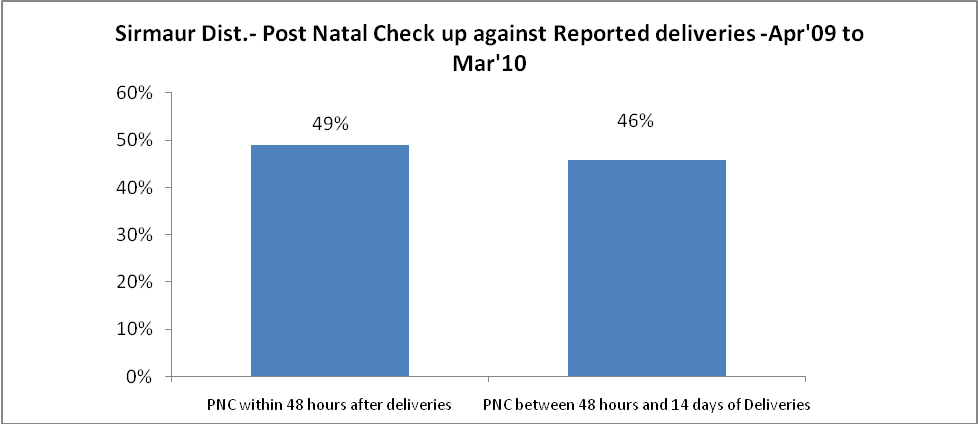 Sirmaur Dist.- Post Natal Check up against Reported deliveries -Apr'09 to
Mar'10
60%
50%
40%
30%
20%
10%
0%
49%
46%
PNC within 48 hours after deliveries
PNC between 48 hours and 14 days of Deliveries